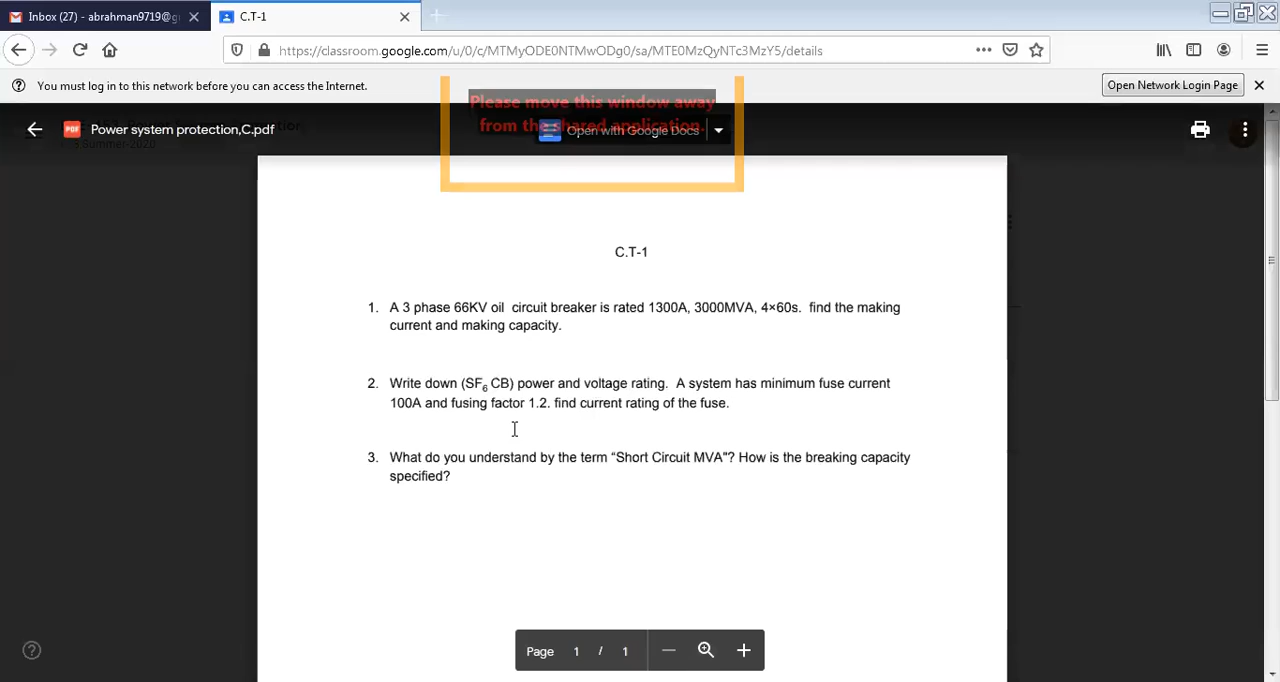 Inbox (27) - abrahman9719@g
C.T-1
https://classroom.google.com/u/0/c/MTMyODE0NTMwODg0/sa/MTE0MzQyNTc3MzY5/details
You must log in to this network before you can access the Internet.
Open Network Login Page
Please move this window away
from the shared application.
PDF
Power system protection,C.pdf
Open with Google Docs
Summer-2020
C.T-1
1. A 3 phase 66KV oil circuit breaker is rated 1300A, 3000MVA, 4×60s. find the making
current and making capacity.
2. Write down (SF6 CB) power and voltage rating. A system has minimum fuse current
100A and fusing factor 1.2. find current rating of the fuse.
3. What do you understand by the term “Short Circuit MVA”? How is the breaking capacity
specified?
Page 1 / 1